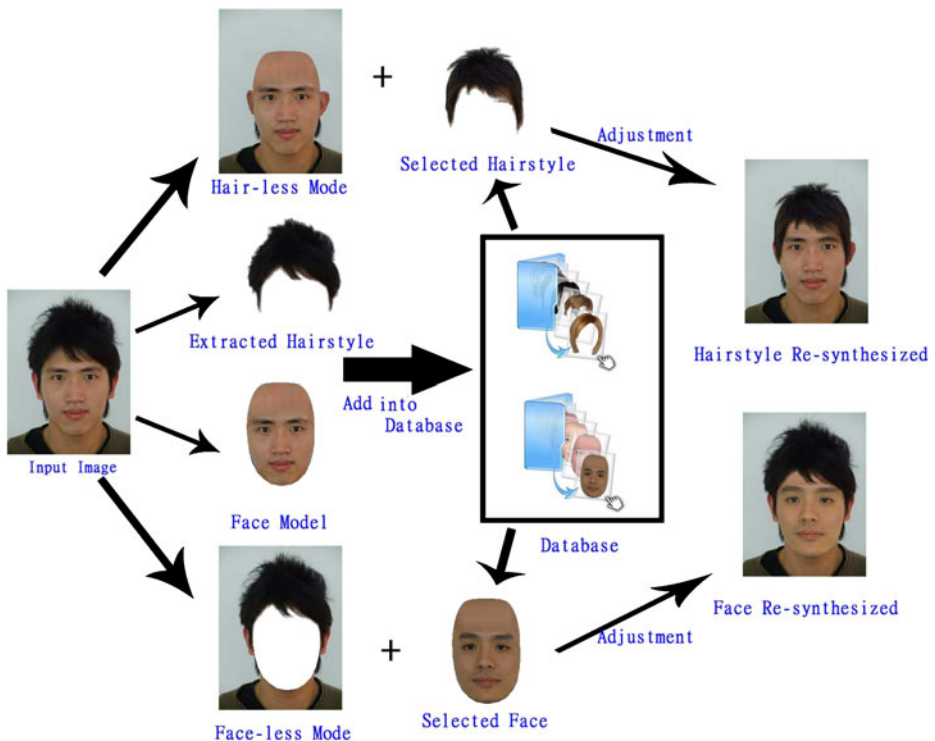 Hair-less Mode
Selected Hairstyle
Adjustment
Extracted Hairstyle
Hairstyle Re-synthesized
Add into
Database
Input Image
Face Model
Database
Face Re-synthesized
Adjustment
Face-less Mode
Selected Face